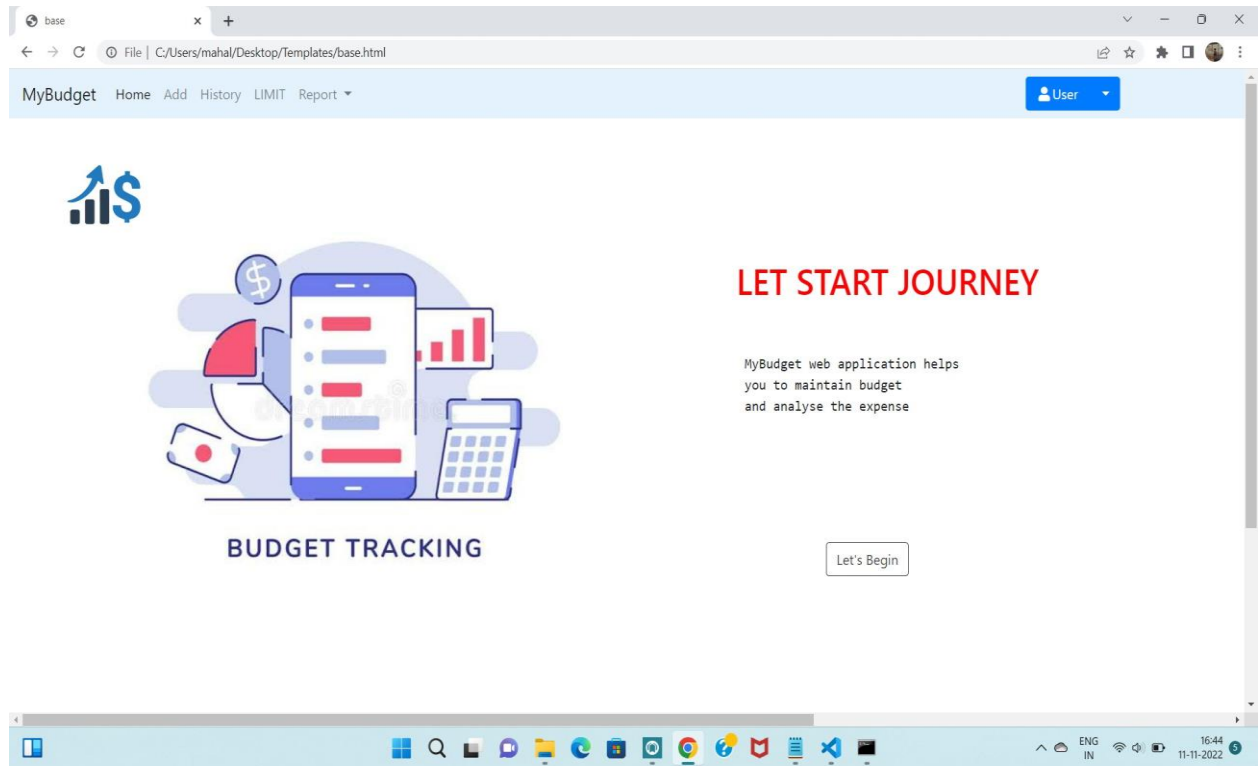 base
File | C:/Users/mahal/Desktop/Templates/base.html
MyBudget Home Add History LIMIT Report User
$
$
LET START JOURNEY
MyBudget web application helps
you to maintain budget
and analyse the expense
dreamstime
BUDGET TRACKING
Let's Begin
ENG
IN
16:44
11-11-2022
5